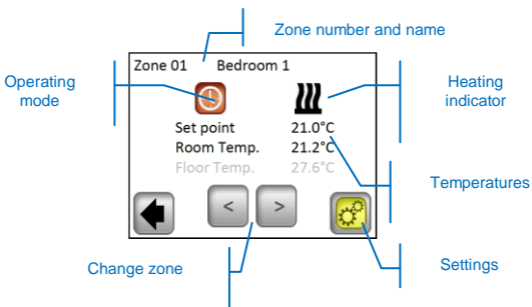 Zone number and name
Zone 01 Bedroom 1
Operating
mode
Heating
indicator
Set point 21.0°C
Room Temp. 21.2°C
Floor Temp. 27.6°C
Temperatures
< >
Change zone
Settings